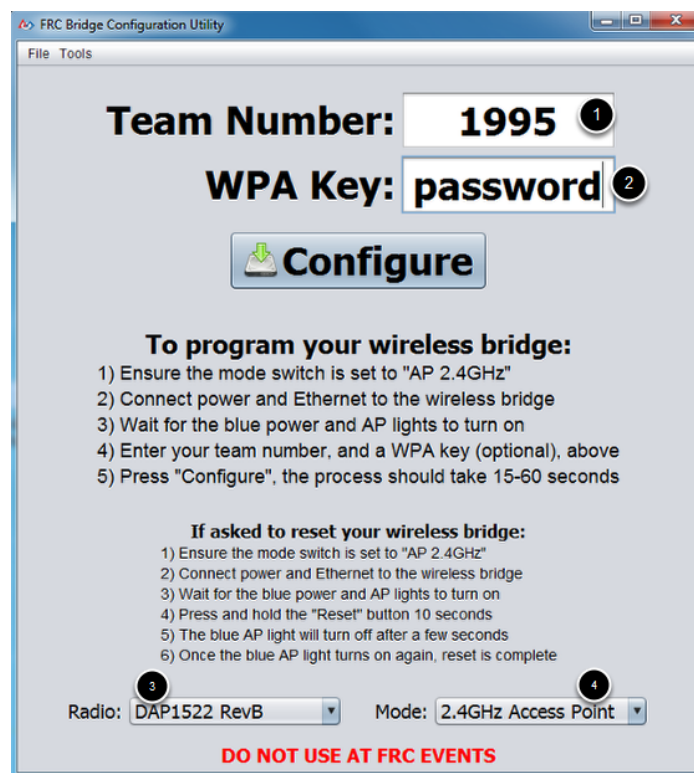 FRC Bridge Configuration Utility
File Tools
Team Number: 1995 1
WPA Key: password 2
Configure
To program your wireless bridge:
1) Ensure the mode switch is set to "AP 2.4GHz"
2) Connect power and Ethernet to the wireless bridge
3) Wait for the blue power and AP lights to turn on
4) Enter your team number, and a WPA key (optional), above
5) Press "Configure", the process should take 15-60 seconds
If asked to reset your wireless bridge:
1) Ensure the mode switch is set to "AP 2.4GHz"
2) Connect power and Ethernet to the wireless bridge
3) Wait for the blue power and AP lights to turn on
4) Press and hold the "Reset" button 10 seconds
5) The blue AP light will turn off after a few seconds
6) Once the blue AP light turns on again, reset is complete
3 4
Radio: DAP1522 RevB Mode: 2.4GHz Access Point
DO NOT USE AT FRC EVENTS